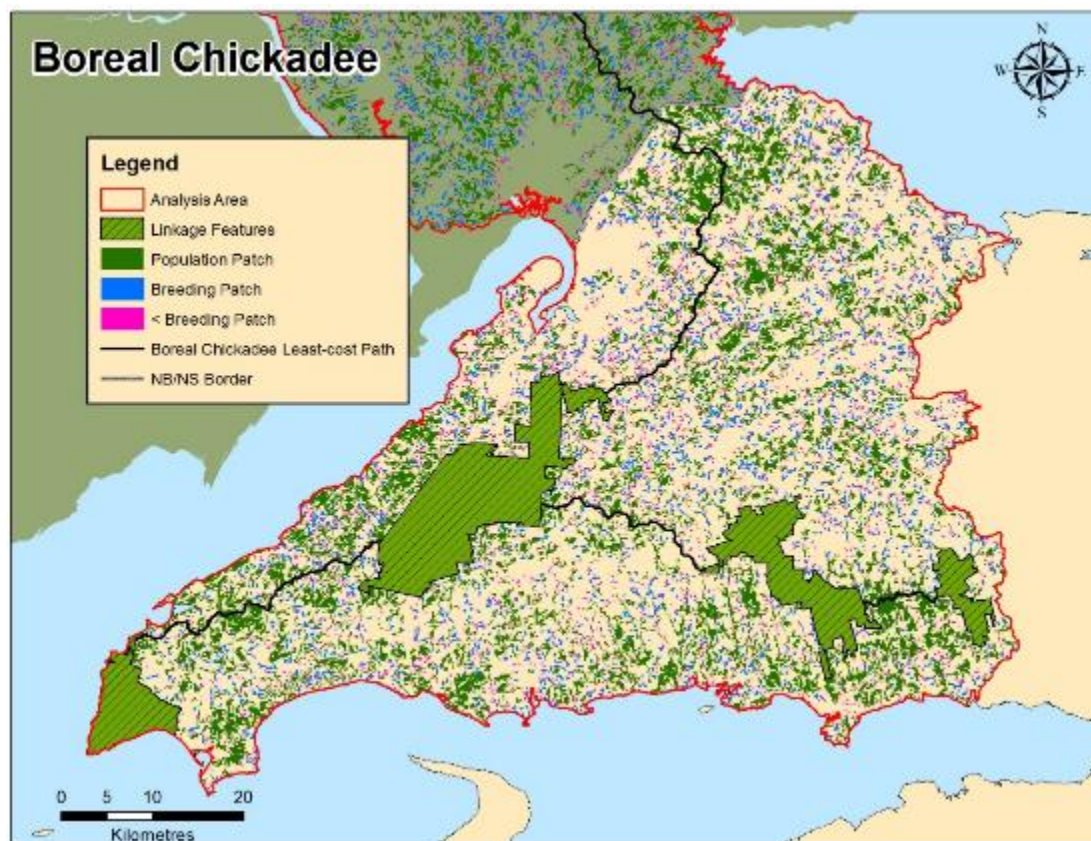 Boreal Chickadee
N
W E
S
Legend
Analysis Area
Linkage Features
Population Patch
Breeding Patch
< Breeding Patch
Boreal Chickadee Least-cost Path
NB/NS Border
0 5 10 20
Kilometres